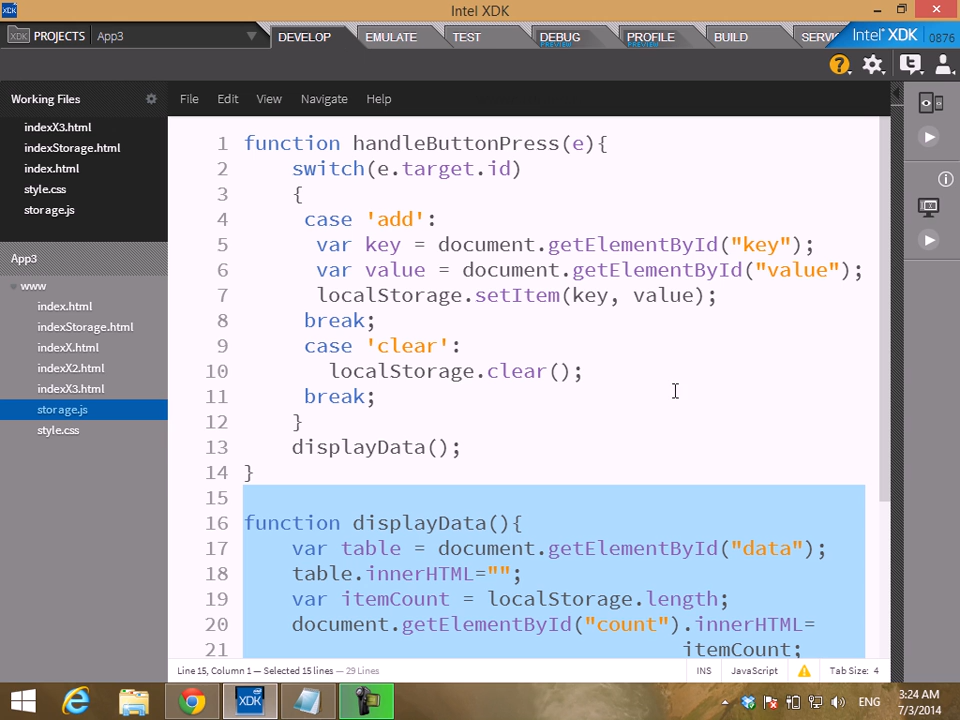 Intel XDK
XDK
XDK PROJECTS App3 DEVELOP EMULATE TEST DEBUG PREVIEW PROFILE PREVIEW BUILD SERV Intel XDK 0876
Working Files File Edit View Navigate Help
indexX3.html
indexStorage.html
index.html
style.css
storage.js
App3
www
index.html
indexStorage.html
indexX.html
indexX2.html
indexX3.html
storage.js
style.css
1 function handleButtonPress(e){
2 switch(e.target.id)
3 {
4 case 'add':
5 var key = document.getElementById("key");
6 var value = document.getElementById("value");
7 localStorage.setItem(key, value);
8 break;
9 case 'clear':
10 localStorage.clear();
11 break;
12 }
13 displayData();
14 }
15
16 function displayData(){
17 var table = document.getElementById("data");
18 table.innerHTML="";
19 var itemCount = localStorage.length;
20 document.getElementById("count").innerHTML=
21 itemCount;
Line 15, Column 1 — Selected 15 lines — 29 Lines INS JavaScript Tab Size: 4
XDK
ENG
3:24 AM
7/3/2014